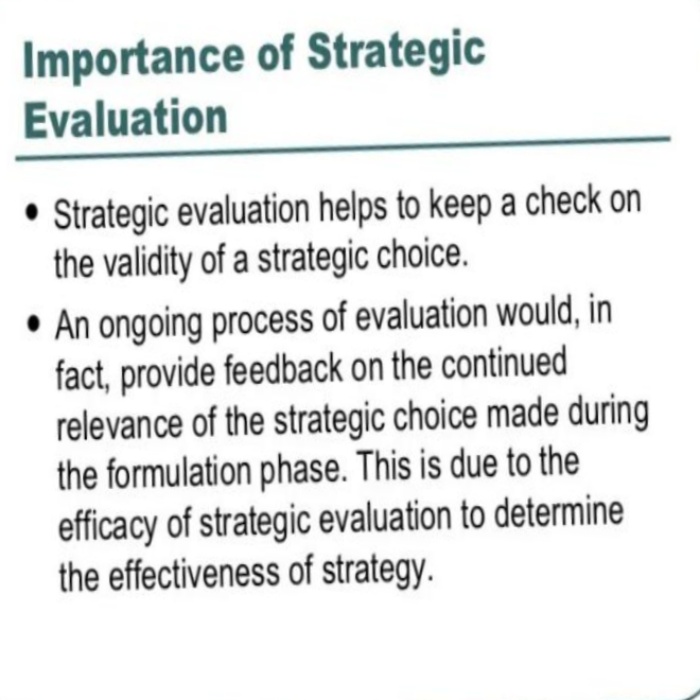 Importance of Strategic
Evaluation
• Strategic evaluation helps to keep a check on
the validity of a strategic choice.
• An ongoing process of evaluation would, in
fact, provide feedback on the continued
relevance of the strategic choice made during
the formulation phase. This is due to the
efficacy of strategic evaluation to determine
the effectiveness of strategy.